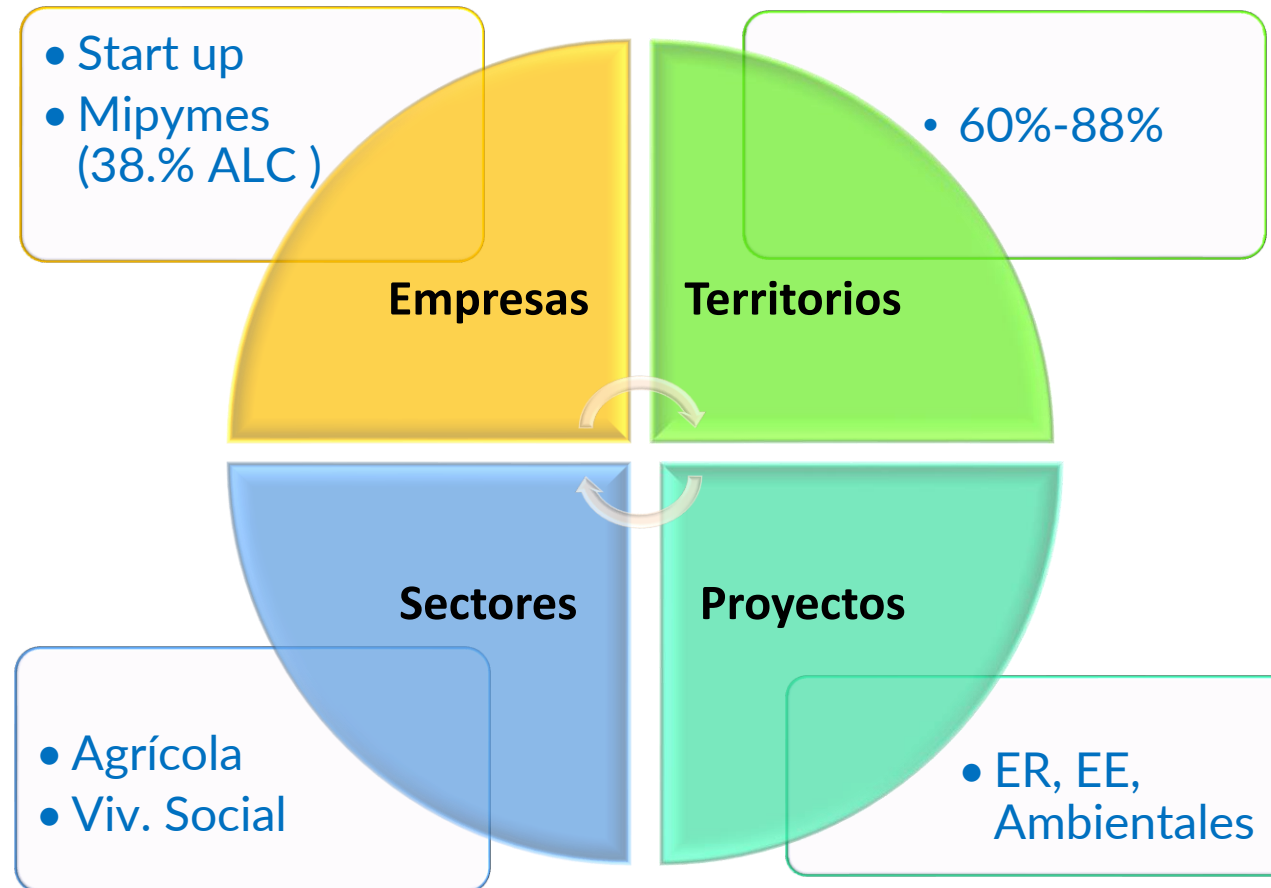 • Start up
• Mipymes
(38.% ALC )
• 60%-88%
Empresas
Territorios
Sectores
Proyectos
• Agrícola
• Viv. Social
• ER, EE,
Ambientales